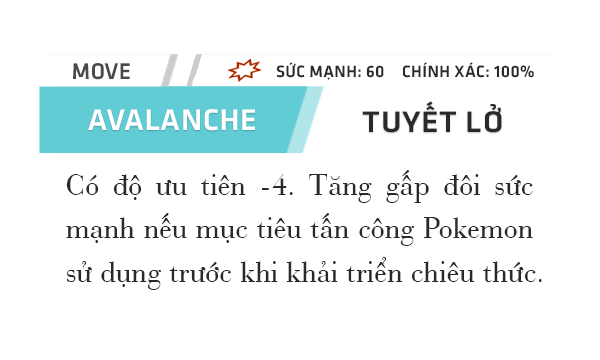 MOVE SỨC MẠNH: 60 CHÍNH XÁC: 100%
AVALANCHE TUYẾT LỞ
Có độ ưu tiên -4. Tăng gấp đôi sức
mạnh nếu mục tiêu tấn công Pokemon
sử dụng trước khi khải triển chiêu thức.